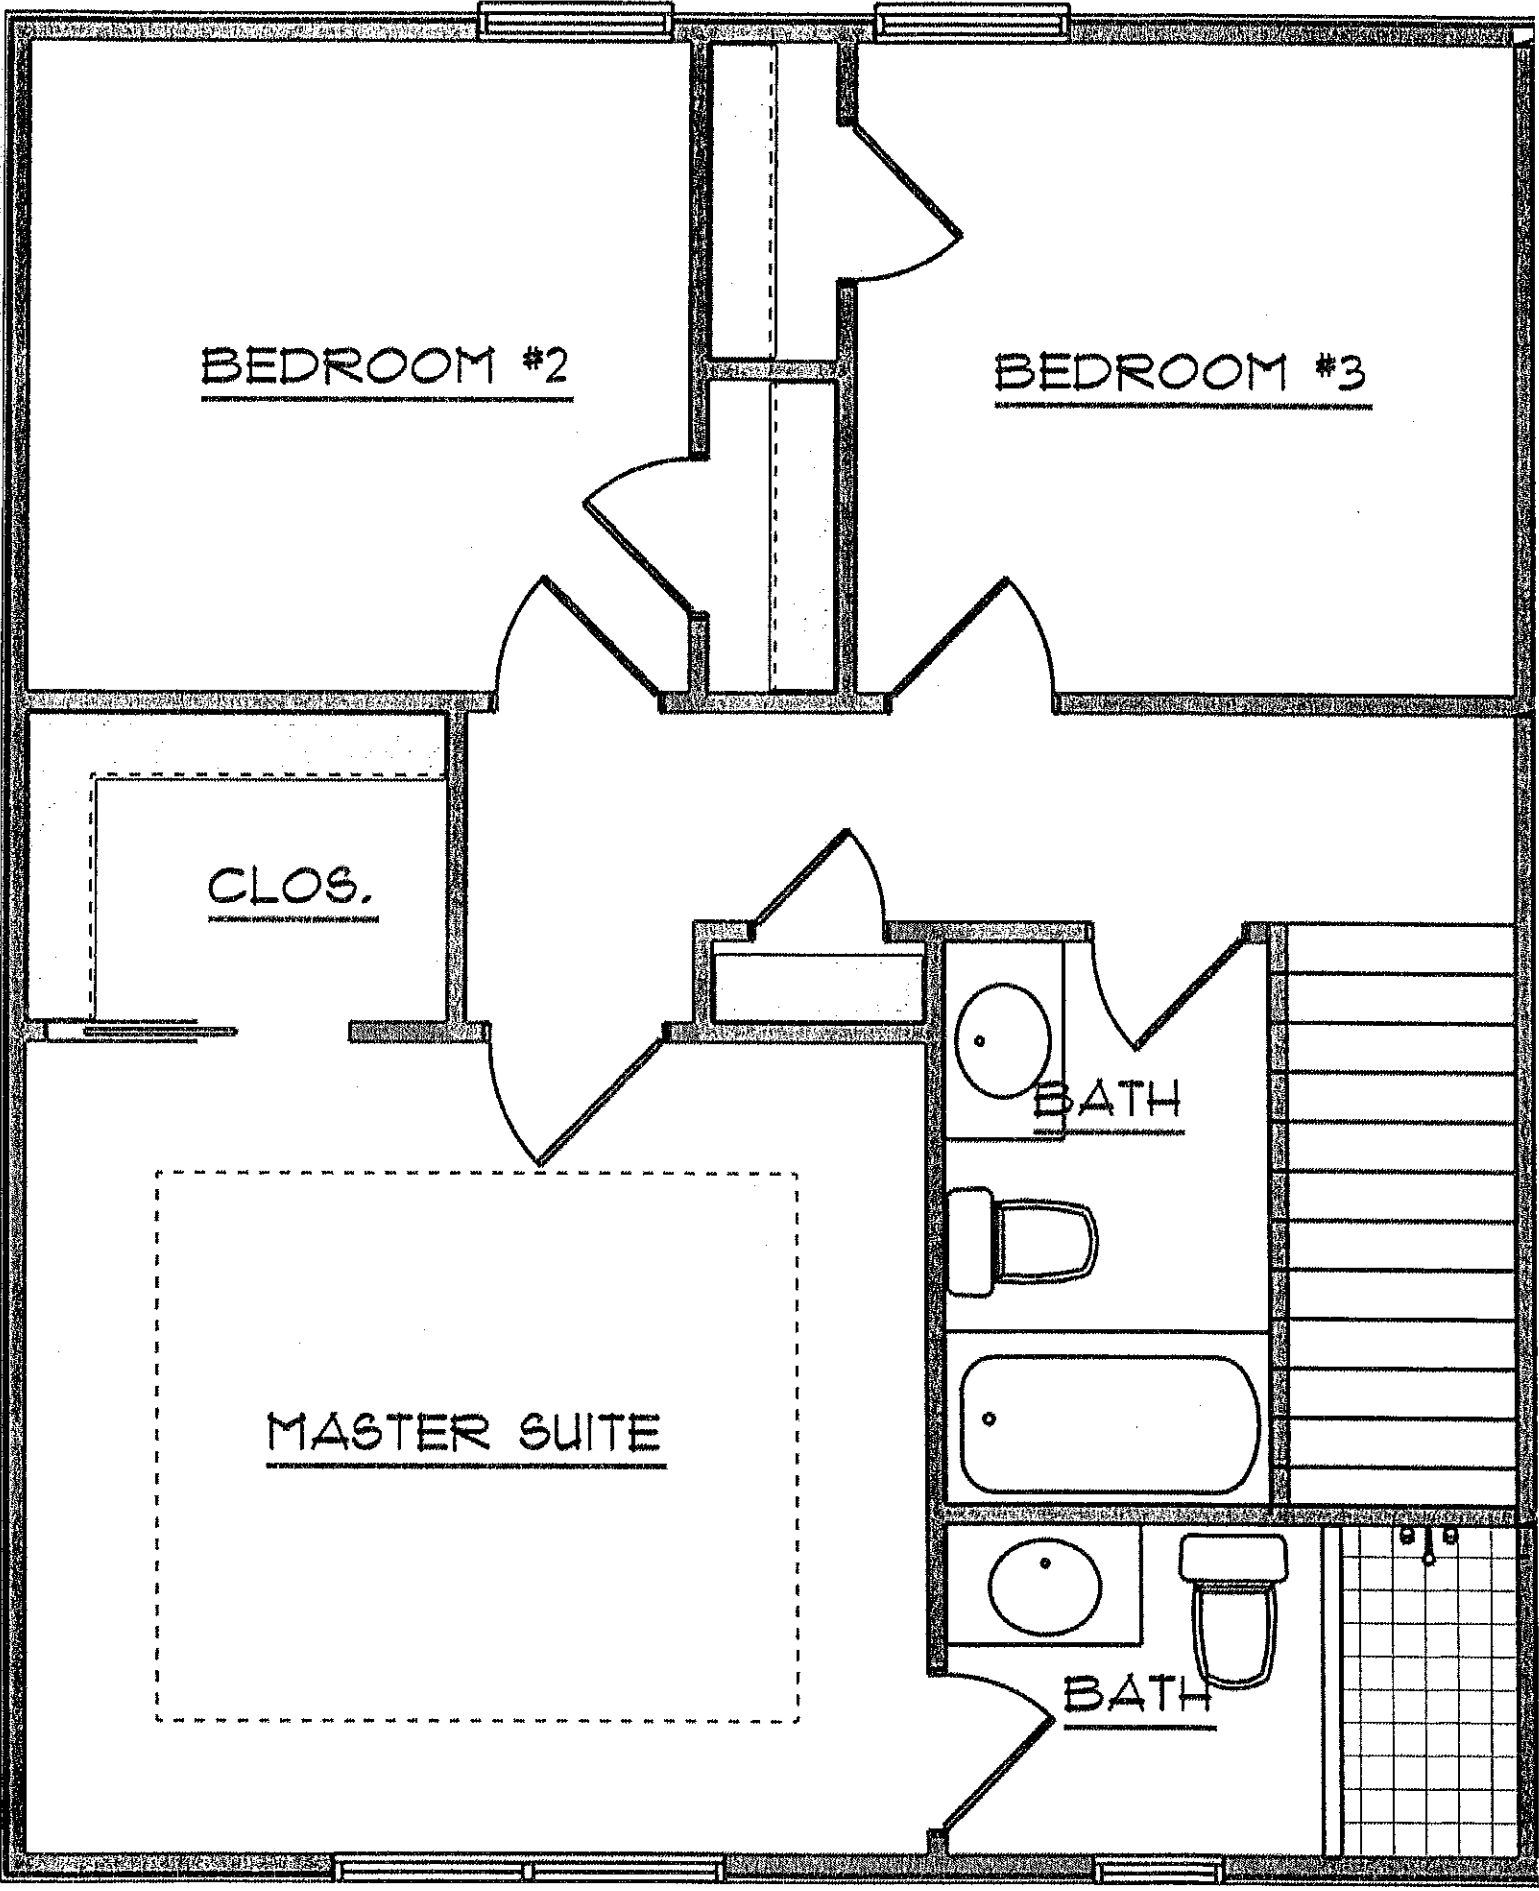 BEDROOM #2
BEDROOM #3
CLOS.
BATH
MASTER SUITE
BATH